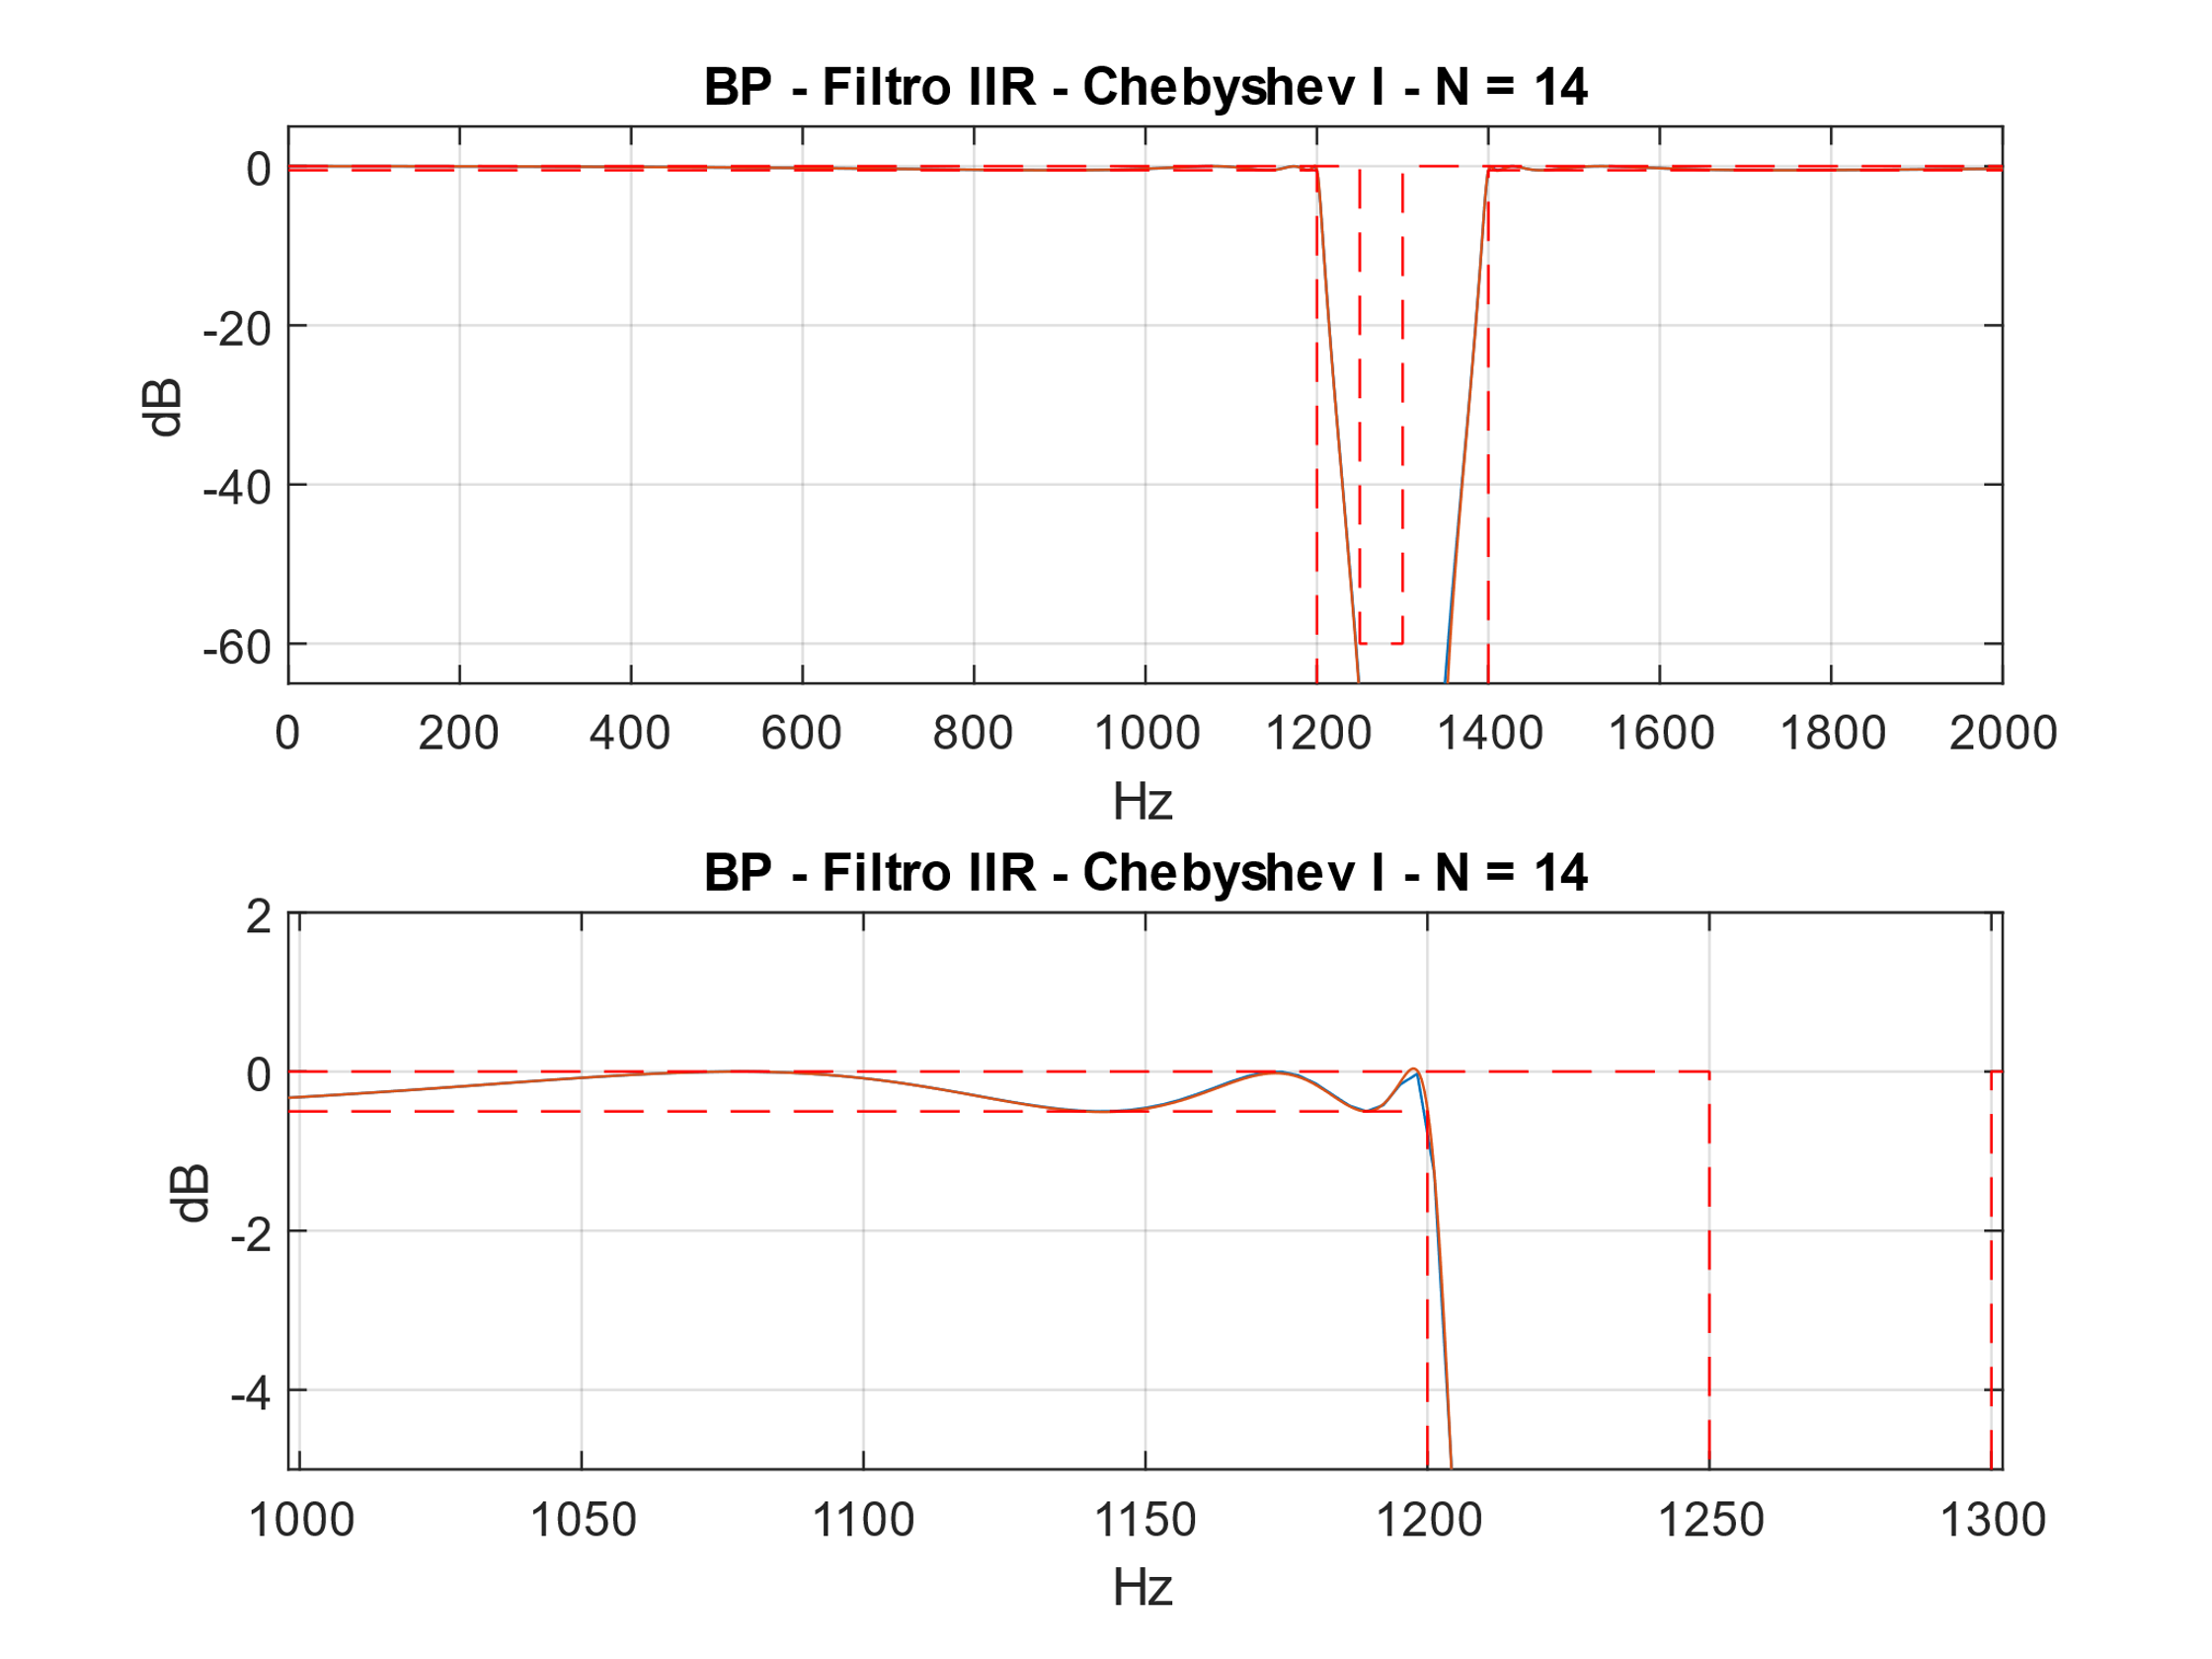 BP - Filtro IIR - Chebyshev I - N = 14
0
-20
-40
-60
dB
0 200 400 600 800 1000 1200 1400 1600 1800 2000
Hz
BP - Filtro IIR - Chebyshev I - N = 14
2
0
-2
-4
dB
1000 1050 1100 1150 1200 1250 1300
Hz